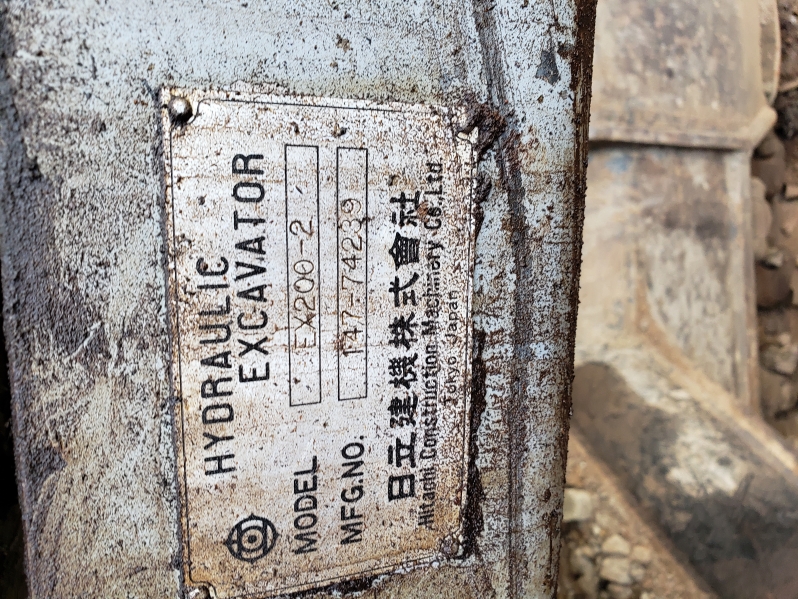 HYDRAULIC
EXCAVATOR
MODEL EX200-2
MFG.NO. 147-74239
日立建機株式會社
Hitachi Construction Machinery Co., Ltd.
Tokyo Japan